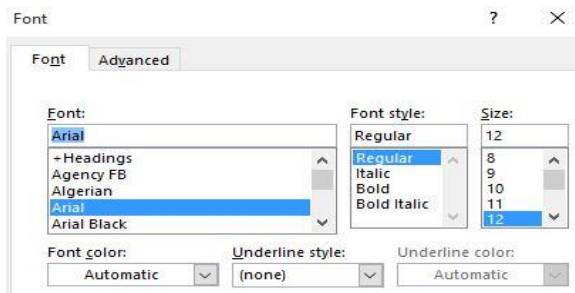 Font ? ×
Font Advanced
Font: Font style: Size:
Arial Regular 12
+Headings Regular 8
Agency FB Italic 9
Algerian Bold 10
Arial Bold Italic 11
Arial Black 12
Font color: Underline style: Underline color:
Automatic (none) Automatic